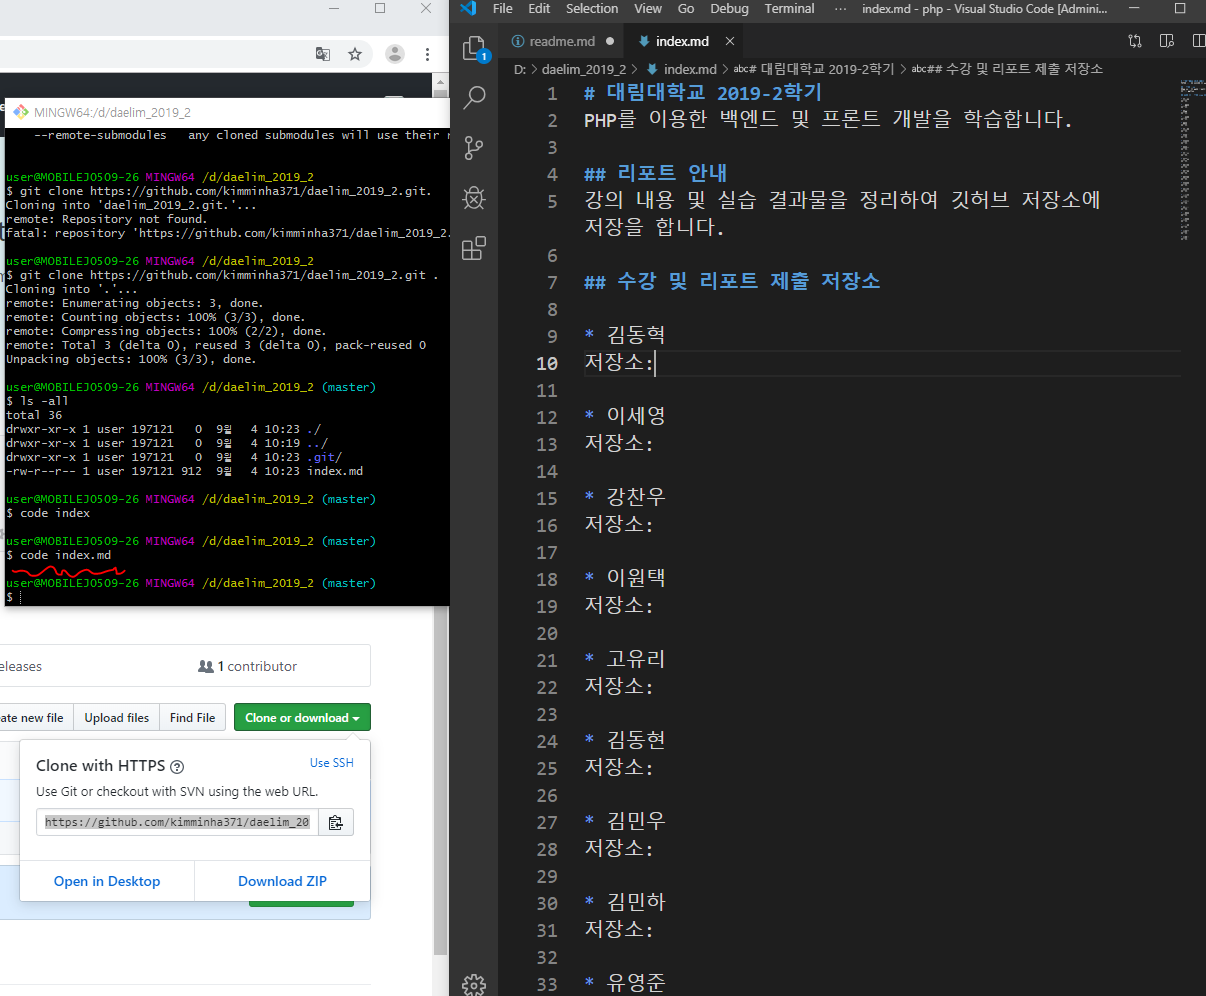 MINGW64:/d/daelim_2019_2
--remote-submodules   any cloned submodules will use their r
user@MOBILEJO509-26 MINGW64 /d/daelim_2019_2
$ git clone https://github.com/kimminha371/daelim_2019_2.git.
Cloning into 'daelim_2019_2.git.'...
remote: Repository not found.
fatal: repository 'https://github.com/kimminha371/daelim_2019_2.
user@MOBILEJO509-26 MINGW64 /d/daelim_2019_2
$ git clone https://github.com/kimminha371/daelim_2019_2.git .
Cloning into '.'...
remote: Enumerating objects: 3, done.
remote: Counting objects: 100% (3/3), done.
remote: Compressing objects: 100% (2/2), done.
remote: Total 3 (delta 0), reused 3 (delta 0), pack-reused 0
Unpacking objects: 100% (3/3), done.
user@MOBILEJO509-26 MINGW64 /d/daelim_2019_2 (master)
$ ls -all
total 36
drwxr-xr-x 1 user 197121   0  9월   4 10:23 ./
drwxr-xr-x 1 user 197121   0  9월   4 10:19 ../
drwxr-xr-x 1 user 197121   0  9월   4 10:23 .git/
-rw-r--r-- 1 user 197121 912  9월   4 10:23 index.md
user@MOBILEJO509-26 MINGW64 /d/daelim_2019_2 (master)
$ code index
user@MOBILEJO509-26 MINGW64 /d/daelim_2019_2 (master)
$ code index.md
user@MOBILEJO509-26 MINGW64 /d/daelim_2019_2 (master)
$
eleases
1 contributor
ate new file
Upload files
Find File
Clone or download
Clone with HTTPS
Use SSH
Use Git or checkout with SVN using the web URL.
https://github.com/kimminha371/daelim_20
Open in Desktop
Download ZIP
File Edit Selection View Go Debug Terminal ··· index.md - php - Visual Studio Code [Admini...
1
readme.md
index.md
D: > daelim_2019_2 > index.md > abc# 대림대학교 2019-2학기 > abc## 수강 및 리포트 제출 저장소
1 # 대림대학교 2019-2학기
2 PHP를 이용한 백엔드 및 프론트 개발을 학습합니다.
3
4 ## 리포트 안내
5 강의 내용 및 실습 결과물을 정리하여 깃허브 저장소에
저장을 합니다.
6
7 ## 수강 및 리포트 제출 저장소
8
9 * 김동혁
10 저장소:
11
12 * 이세영
13 저장소:
14
15 * 강찬우
16 저장소:
17
18 * 이원택
19 저장소:
20
21 * 고유리
22 저장소:
23
24 * 김동현
25 저장소:
26
27 * 김민우
28 저장소:
29
30 * 김민하
31 저장소:
32
33 * 유영준